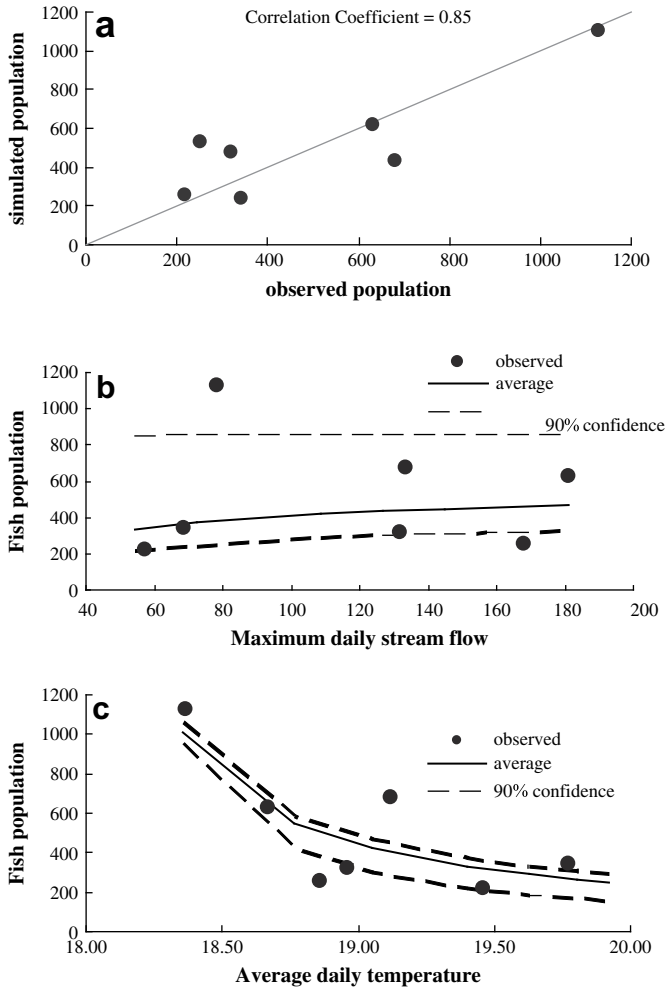 a
Correlation Coefficient = 0.85
simulated population
1200
1000
800
600
400
200
0
0 200 400 600 800 1000 1200
observed population
b
observed
average
90% confidence
Fish population
1200
1000
800
600
400
200
0
40 60 80 100 120 140 160 180 200
Maximum daily stream flow
c
observed
average
90% confidence
Fish population
1200
1000
800
600
400
200
0
18.00 18.50 19.00 19.50 20.00
Average daily temperature